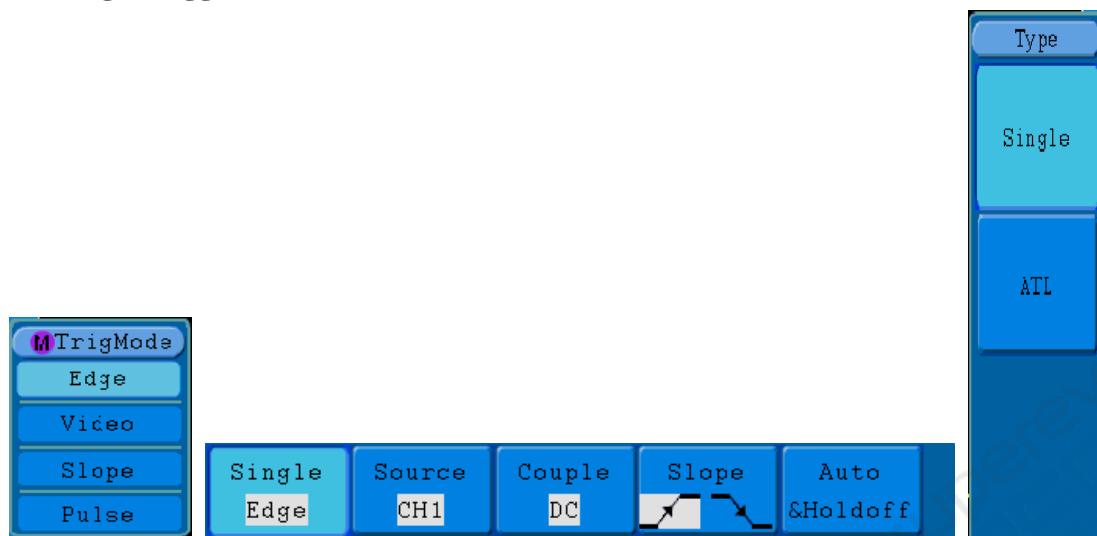 Type
Single
ATL
M TrigMode
Edge
Video
Slope
Pulse
Single
Edge
Source
CH1
Couple
DC
Slope
Auto
&Holdoff